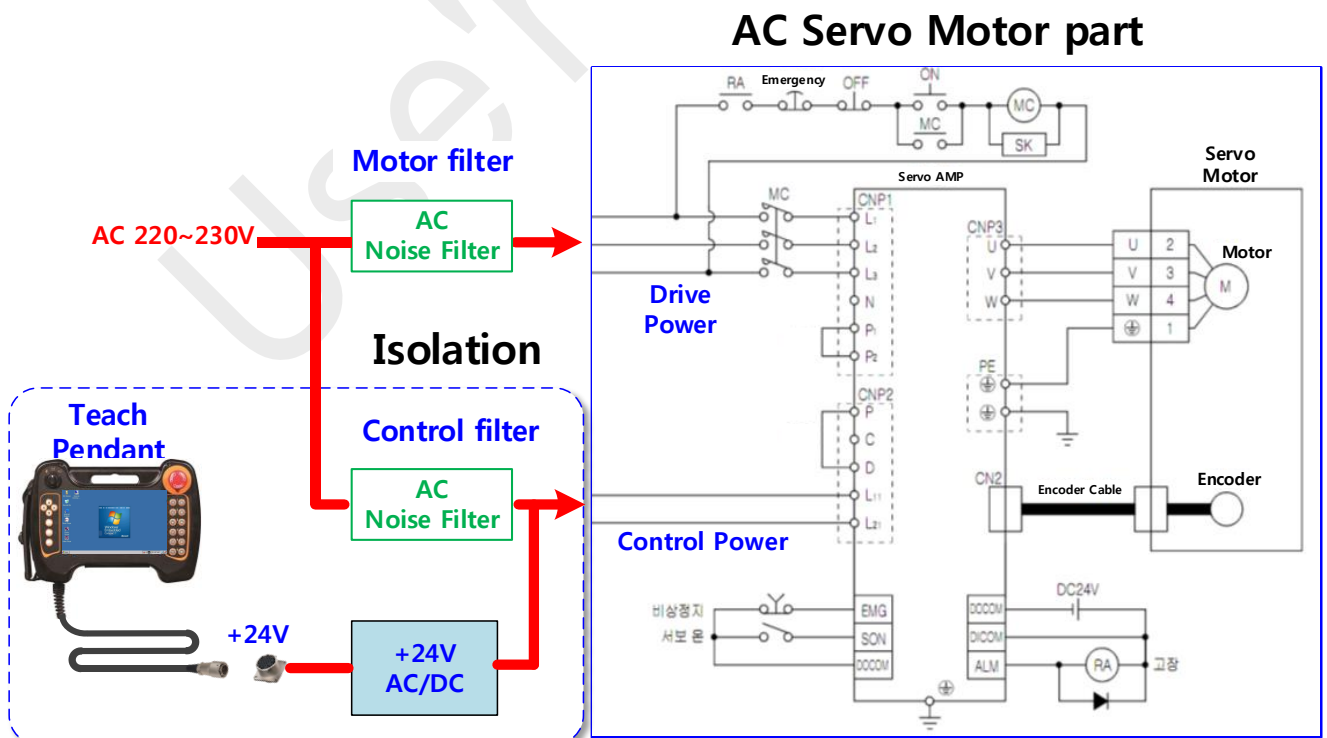 AC Servo Motor part
RA
Emergency
OFF
ON
MC
MC
SK
Servo
Motor
Servo AMP
Motor filter
AC
Noise Filter
AC 220~230V
MC
CNP1
L1
L2
L3
N
P1
P2
CNP3
U
V
W
U 2
V 3
W 4
1
Motor
M
Drive
Power
Isolation
PE
CNP2
P
C
D
L11
L21
Teach
Pendant
Control filter
AC
Noise Filter
Control Power
CN2
Encoder Cable
Encoder
+24V
+24V
AC/DC
비상정지
서보 온
EMG
SON
DOCOM
DC24V
DOCOM
DICOM
ALM
RA
고장
Use